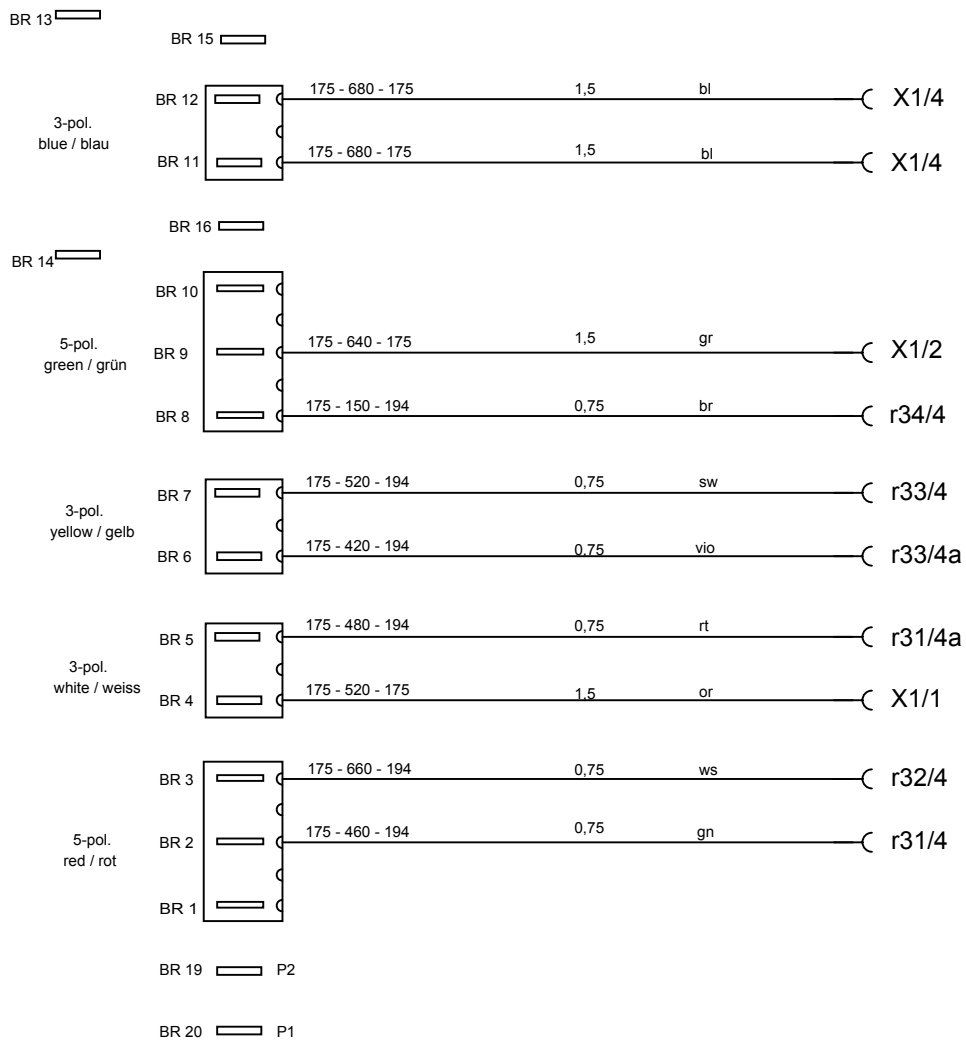 BR 13
BR 15
BR 12 175 - 680 - 175 1,5 bl X1/4
3-pol.
blue / blau
BR 11 175 - 680 - 175 1,5 bl X1/4
BR 16
BR 14
BR 10
5-pol.
green / grün
BR 9 175 - 640 - 175 1,5 gr X1/2
BR 8 175 - 150 - 194 0,75 br r34/4
BR 7 175 - 520 - 194 0,75 sw r33/4
3-pol.
yellow / gelb
BR 6 175 - 420 - 194 0,75 vio r33/4a
BR 5 175 - 480 - 194 0,75 rt r31/4a
3-pol.
white / weiss
BR 4 175 - 520 - 175 1,5 or X1/1
BR 3 175 - 660 - 194 0,75 ws r32/4
5-pol.
red / rot
BR 2 175 - 460 - 194 0,75 gn r31/4
BR 1
BR 19 P2
BR 20 P1